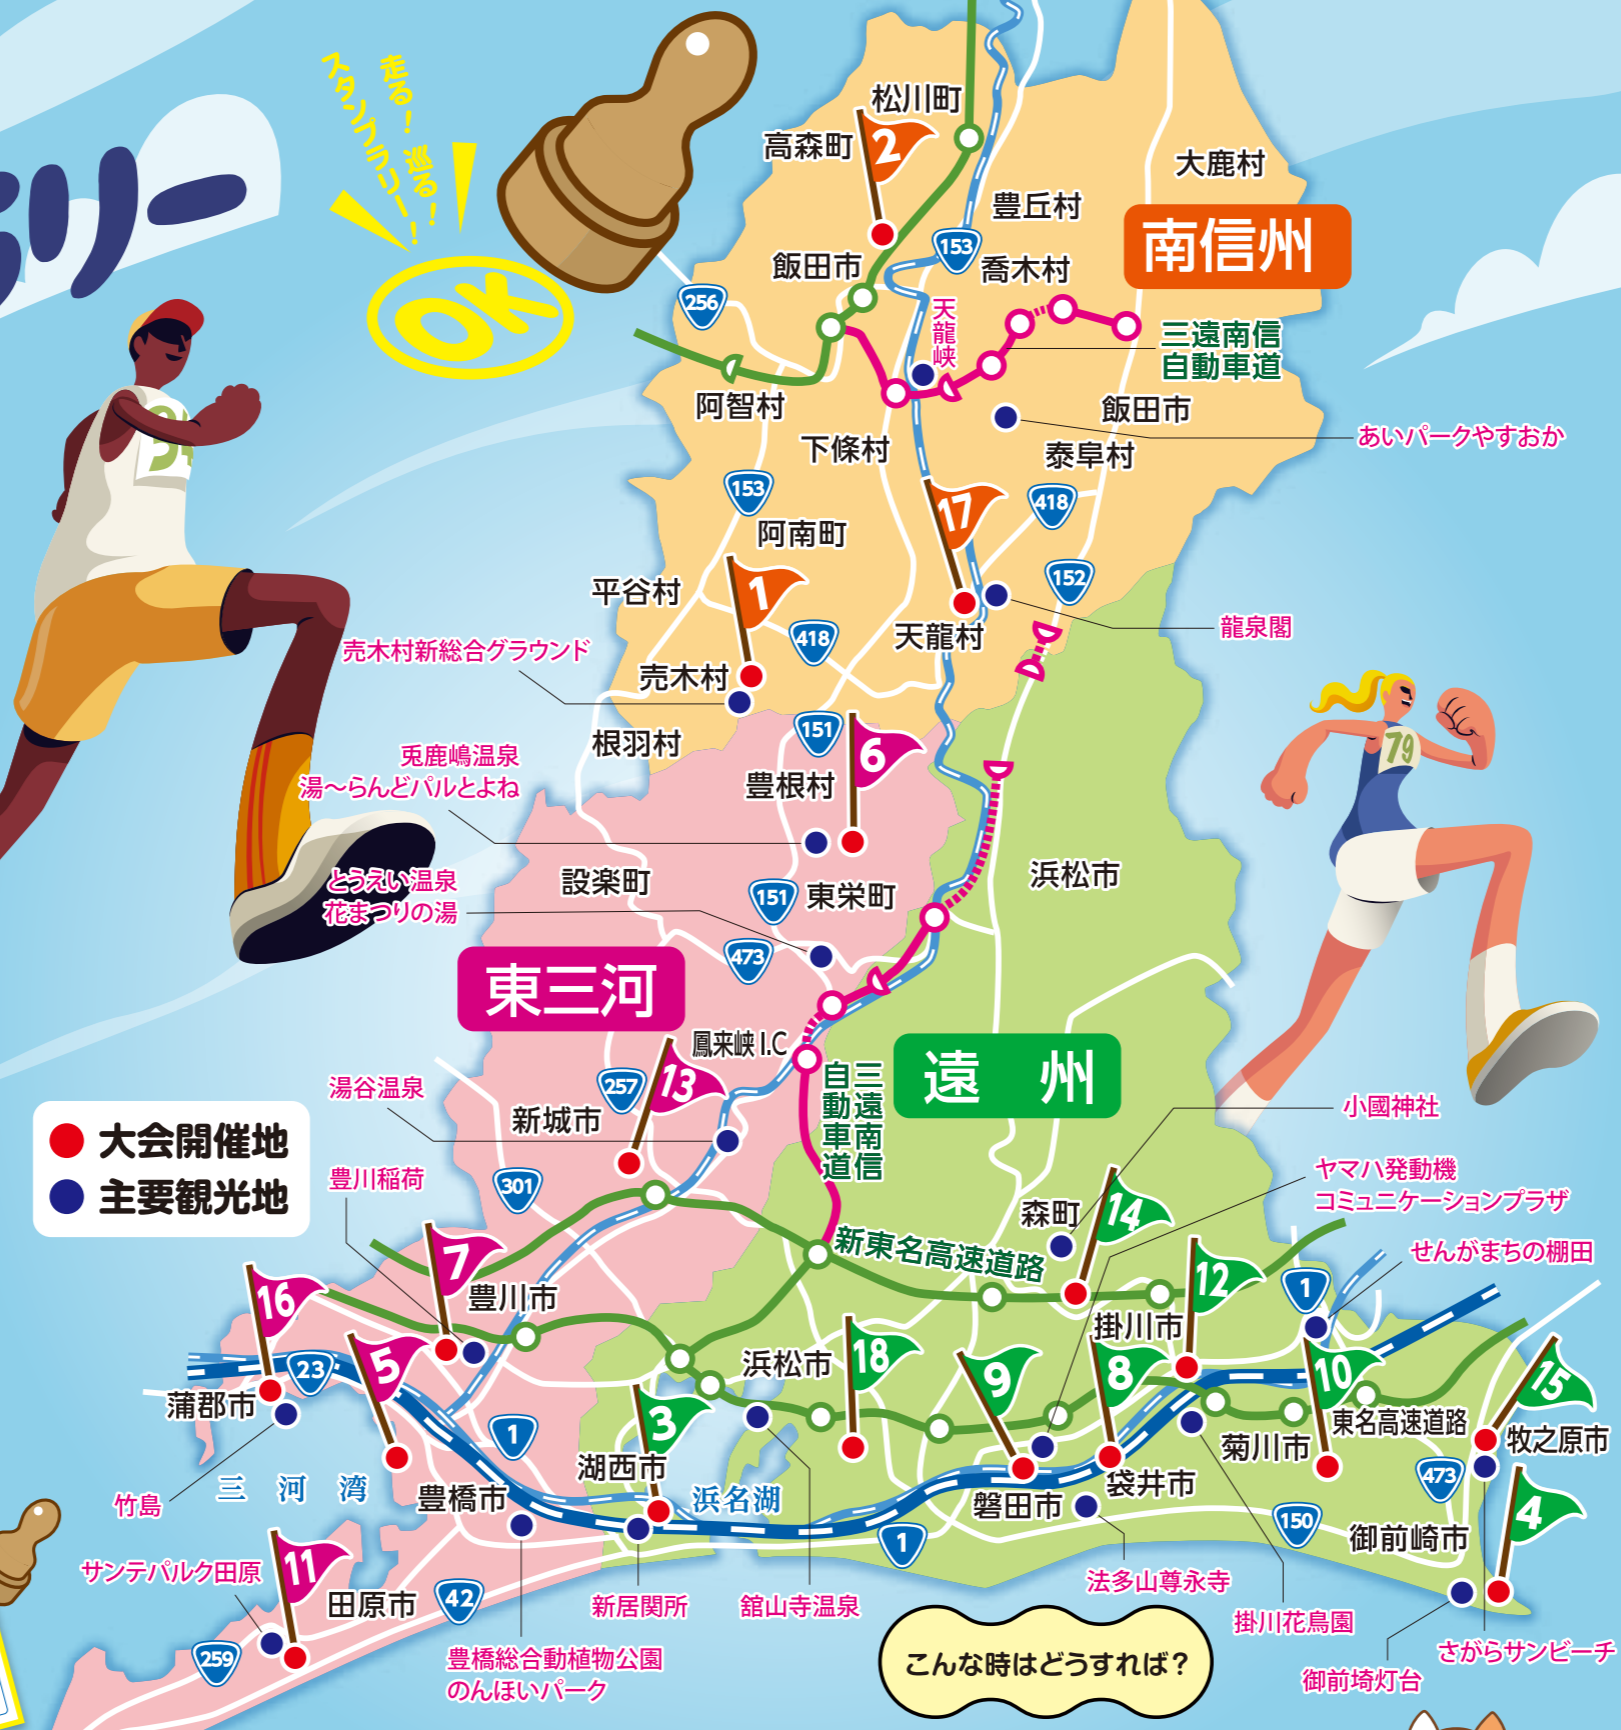 リー
走る！巡る！
スタンプラリー！
OK
34
79
松川町
高森町
2
大鹿村
豊丘村
南信州
153
飯田市
喬木村
256
天龍峡
三遠南信
自動車道
阿智村
飯田市
下條村
あいパークやすおか
泰阜村
153
17
418
阿南町
1
152
平谷村
418
天龍村
龍泉閣
売木村新総合グラウンド
売木村
根羽村
151
6
兎鹿嶋温泉
湯～らんどパルとよね
豊根村
設楽町
浜松市
とうえい温泉
花まつりの湯
151
東栄町
473
東三河
鳳来峡 I.C
遠 州
三遠南信
自動車道
257
13
湯谷温泉
新城市
小國神社
大会開催地
主要観光地
豊川稲荷
301
ヤマハ発動機
コミュニケーションプラザ
森町
14
新東名高速道路
せんがまちの棚田
7
12
1
豊川市
16
掛川市
5
23
浜松市
18
9
8
10
15
蒲郡市
3
東名高速道路
牧之原市
1
菊川市
湖西市
473
三河湾
豊橋市
浜名湖
磐田市
袋井市
竹島
4
150
1
御前崎市
サンテパルク田原
11
田原市
42
新居関所
舘山寺温泉
法多山尊永寺
掛川花鳥園
259
豊橋総合動植物公園
のんほいパーク
こんな時はどうすれば？
さがらサンビーチ
御前埼灯台